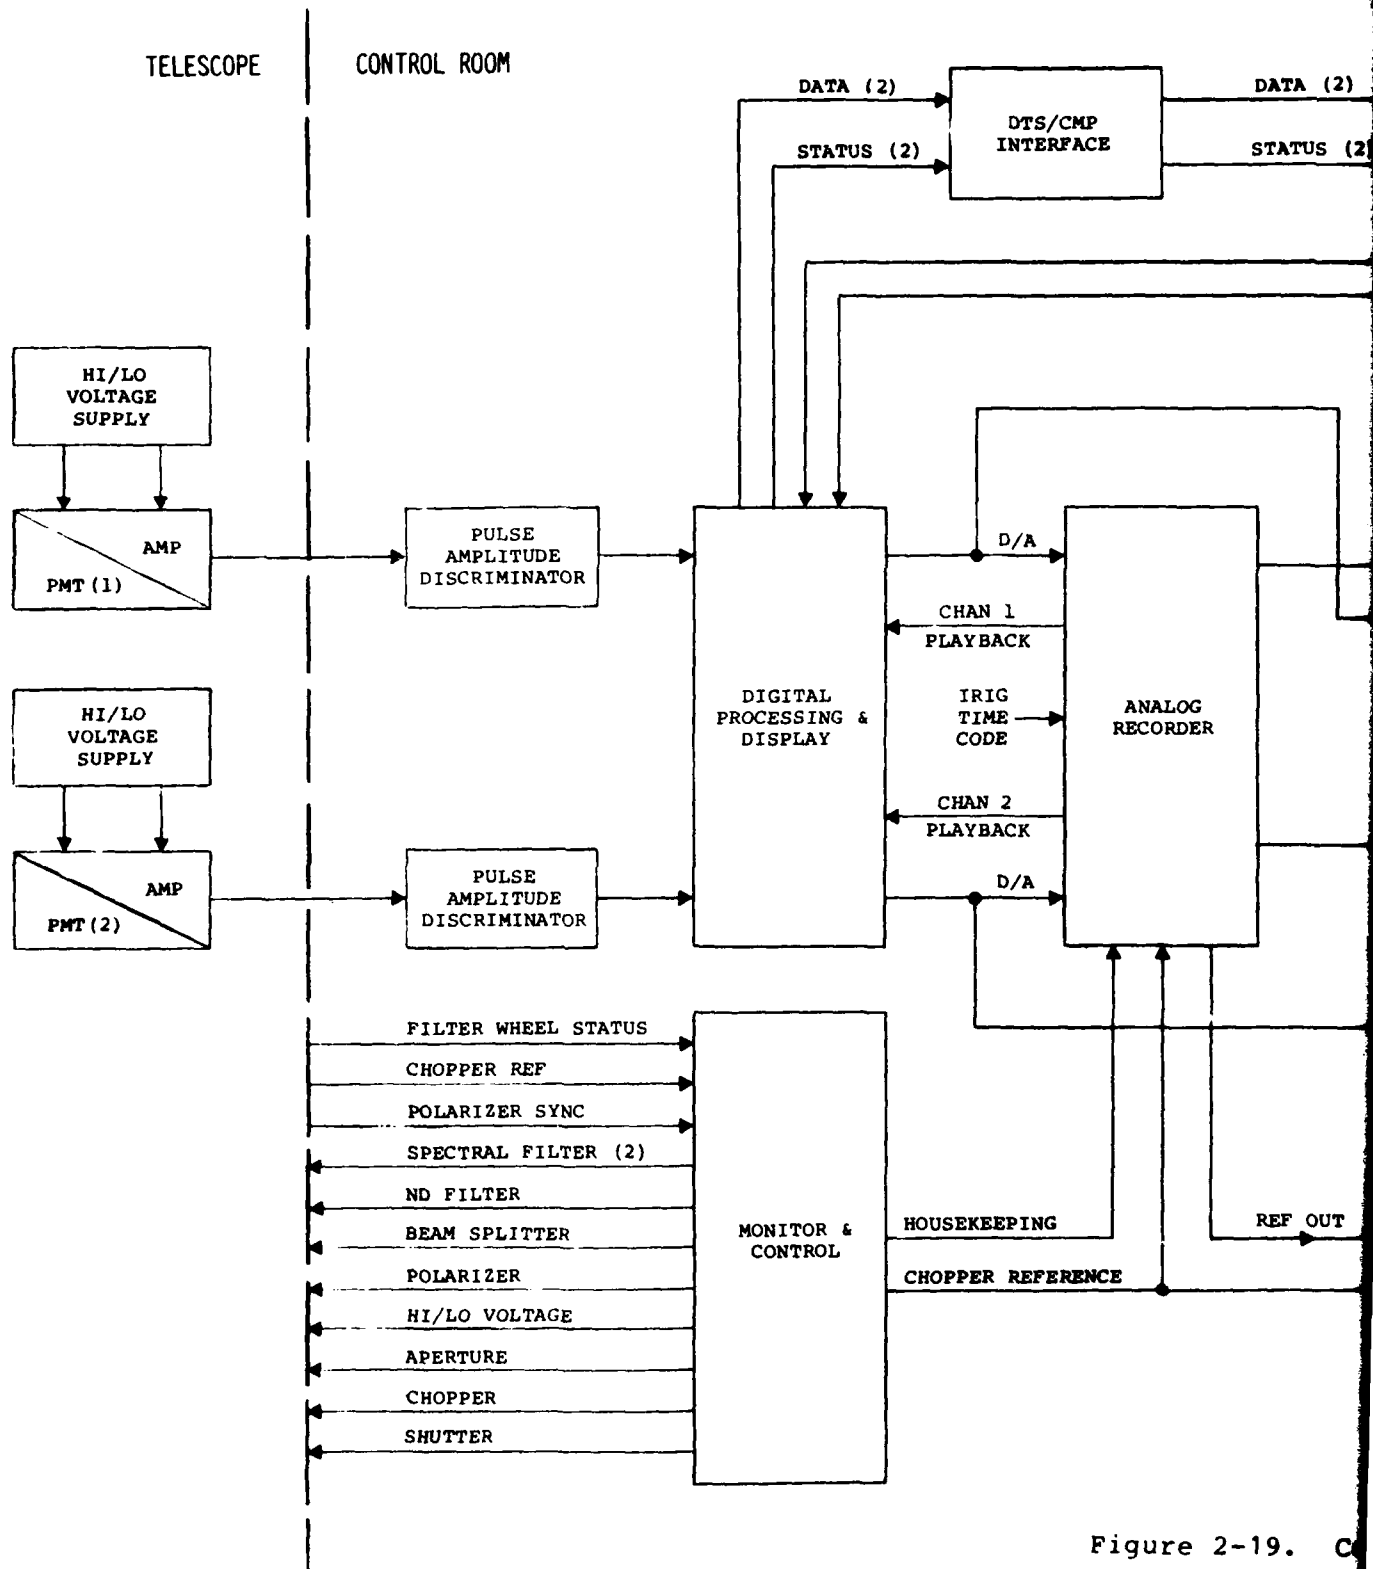 TELESCOPE
CONTROL ROOM
DATA (2)
STATUS (2)
DTS/CMP
INTERFACE
DATA (2)
STATUS (2)
HI/LO
VOLTAGE
SUPPLY
AMP
PMT(1)
PULSE
AMPLITUDE
DISCRIMINATOR
D/A
CHAN 1
PLAYBACK
HI/LO
VOLTAGE
SUPPLY
DIGITAL
PROCESSING &
DISPLAY
IRIG
TIME
CODE
ANALOG
RECORDER
CHAN 2
PLAYBACK
AMP
PMT(2)
PULSE
AMPLITUDE
DISCRIMINATOR
D/A
FILTER WHEEL STATUS
CHOPPER REF
POLARIZER SYNC
SPECTRAL FILTER (2)
ND FILTER
BEAM SPLITTER
POLARIZER
HI/LO VOLTAGE
APERTURE
CHOPPER
SHUTTER
MONITOR &
CONTROL
HOUSEKEEPING
CHOPPER REFERENCE
REF OUT
Figure 2-19.